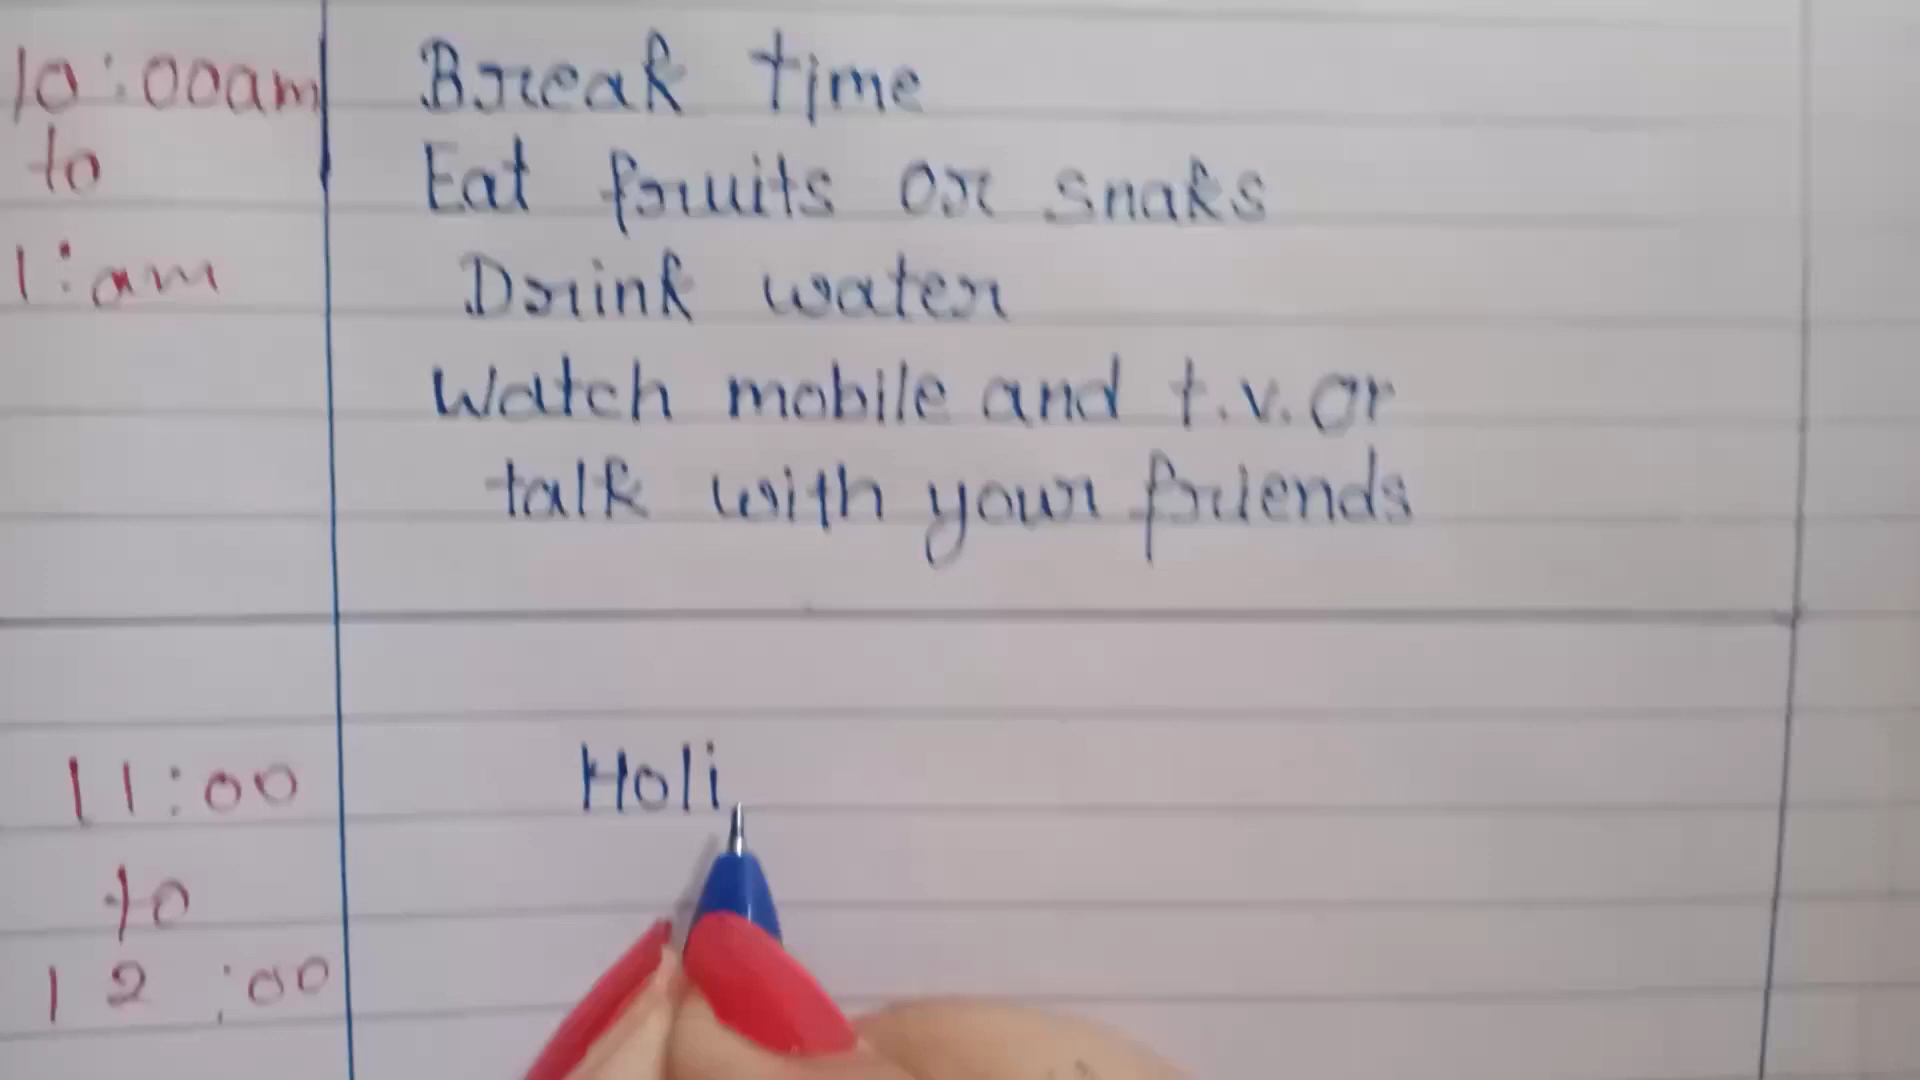 10:00am Break time
to Eat fruits or snaks
1:am Drink water
Watch mobile and t.v. or
talk with your friends
11:00 Holi
to
12:00